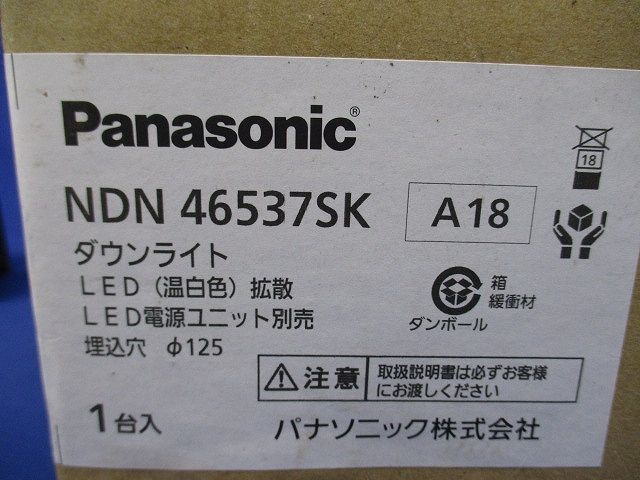 Panasonic®
NDN 46537SK
A18
18
ダウンライト
LED（温白色）拡散
LED電源ユニット別売
埋込穴 φ125
箱
緩衝材
ダンボール
注意
取扱説明書は必ずお客様
にお渡しください
1台入
パナソニック株式会社